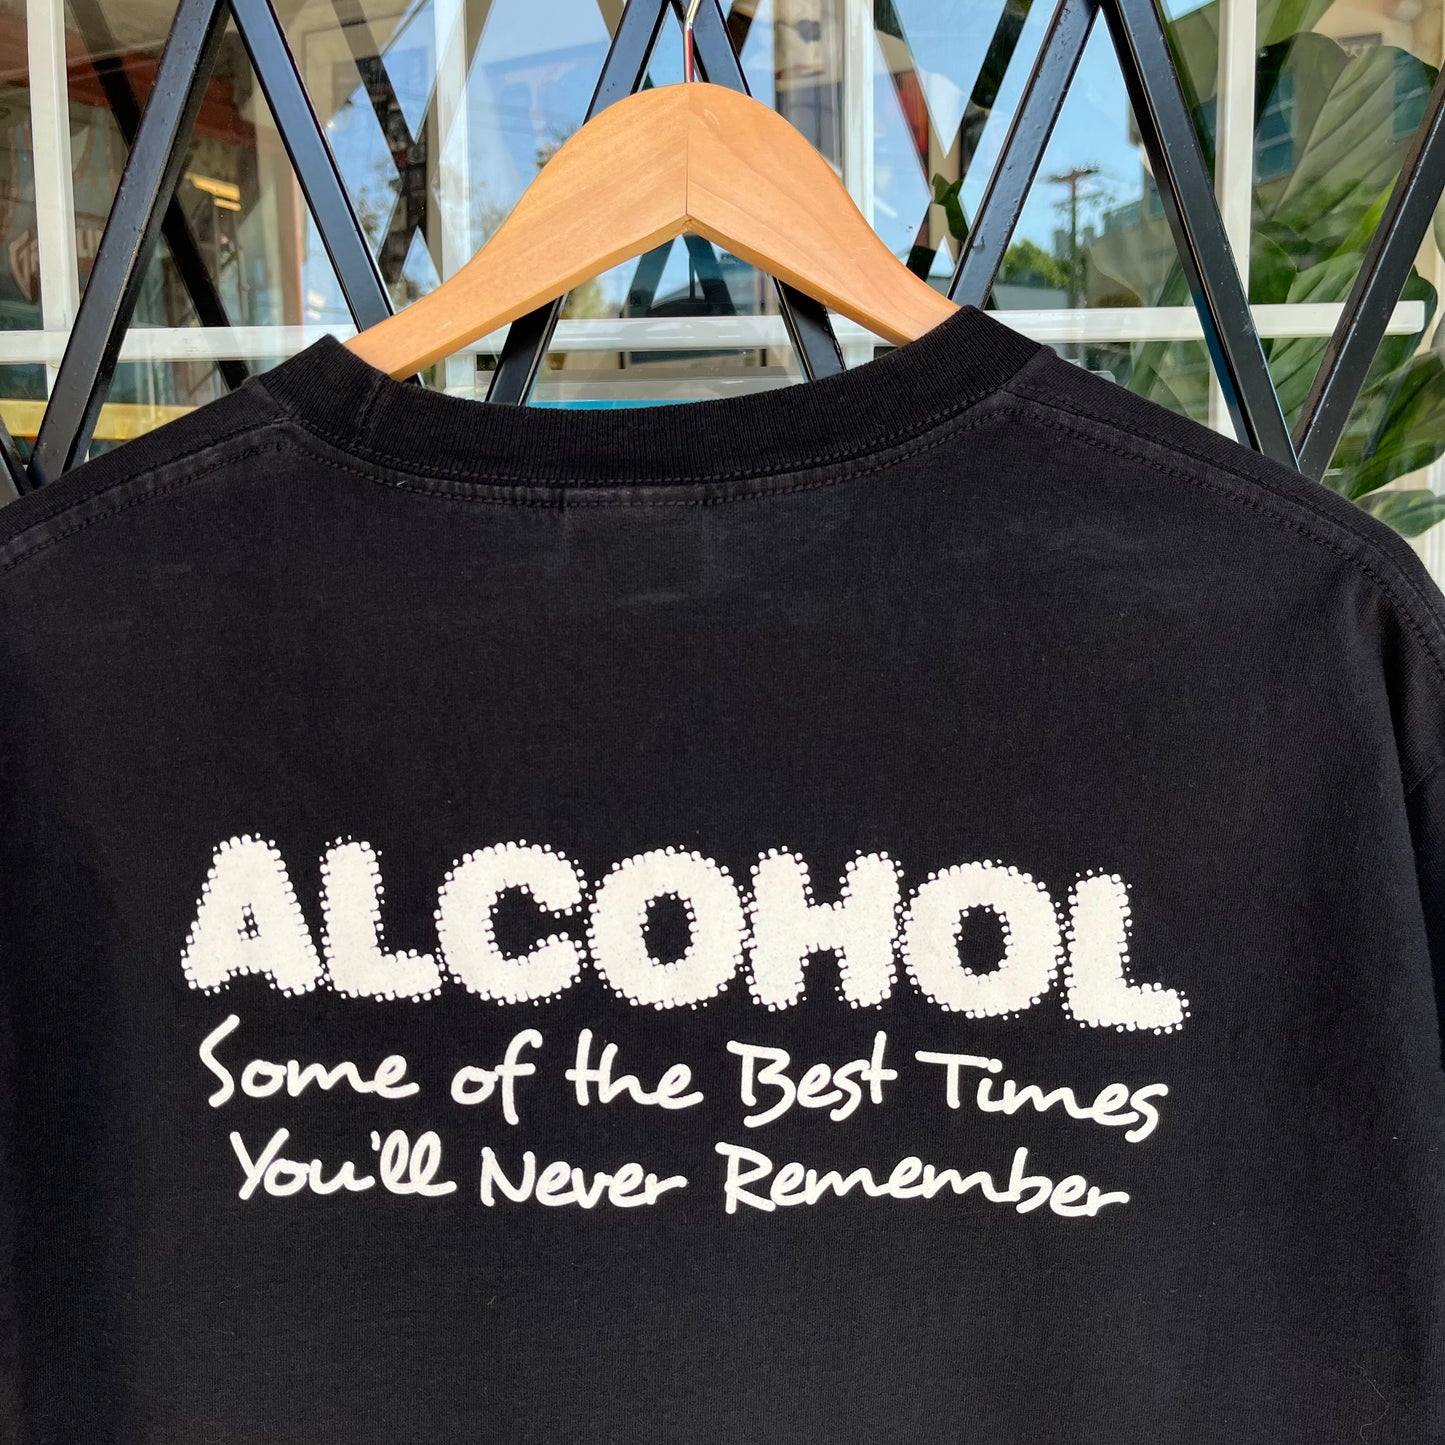 ALCOHOL
Some of the Best Times
You'll Never Remember